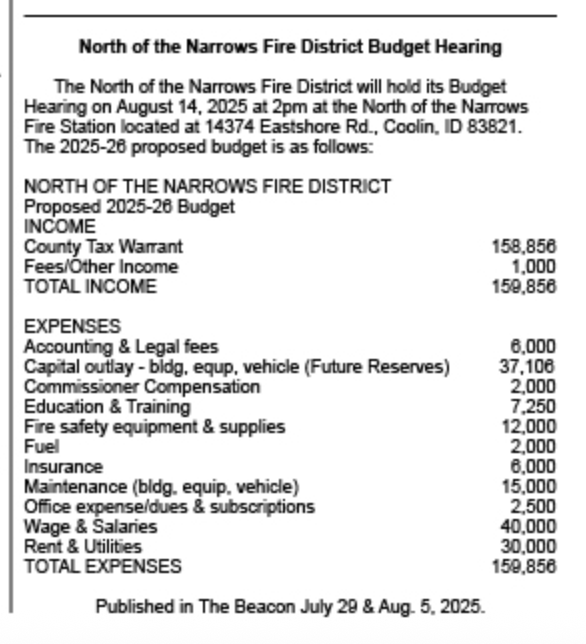 North of the Narrows Fire District Budget Hearing
The North of the Narrows Fire District will hold its Budget
Hearing on August 14, 2025 at 2pm at the North of the Narrows
Fire Station located at 14374 Eastshore Rd., Coolin, ID 83821.
The 2025-26 proposed budget is as follows:
NORTH OF THE NARROWS FIRE DISTRICT
Proposed 2025-26 Budget
INCOME
County Tax Warrant 158,856
Fees/Other Income 1,000
TOTAL INCOME 159,856
EXPENSES
Accounting & Legal fees 6,000
Capital outlay - bldg, equp, vehicle (Future Reserves) 37,106
Commissioner Compensation 2,000
Education & Training 7,250
Fire safety equipment & supplies 12,000
Fuel 2,000
Insurance 6,000
Maintenance (bldg, equip, vehicle) 15,000
Office expense/dues & subscriptions 2,500
Wage & Salaries 40,000
Rent & Utilities 30,000
TOTAL EXPENSES 159,856
Published in The Beacon July 29 & Aug. 5, 2025.